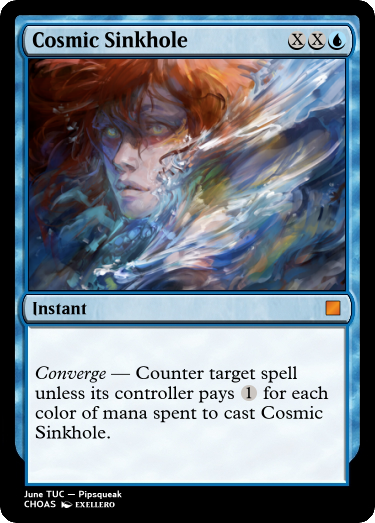 Cosmic Sinkhole XXU
Instant
Converge — Counter target spell
unless its controller pays 1 for each
color of mana spent to cast Cosmic
Sinkhole.
June TUC — Pipsqueak
CHOAS EXELLERO